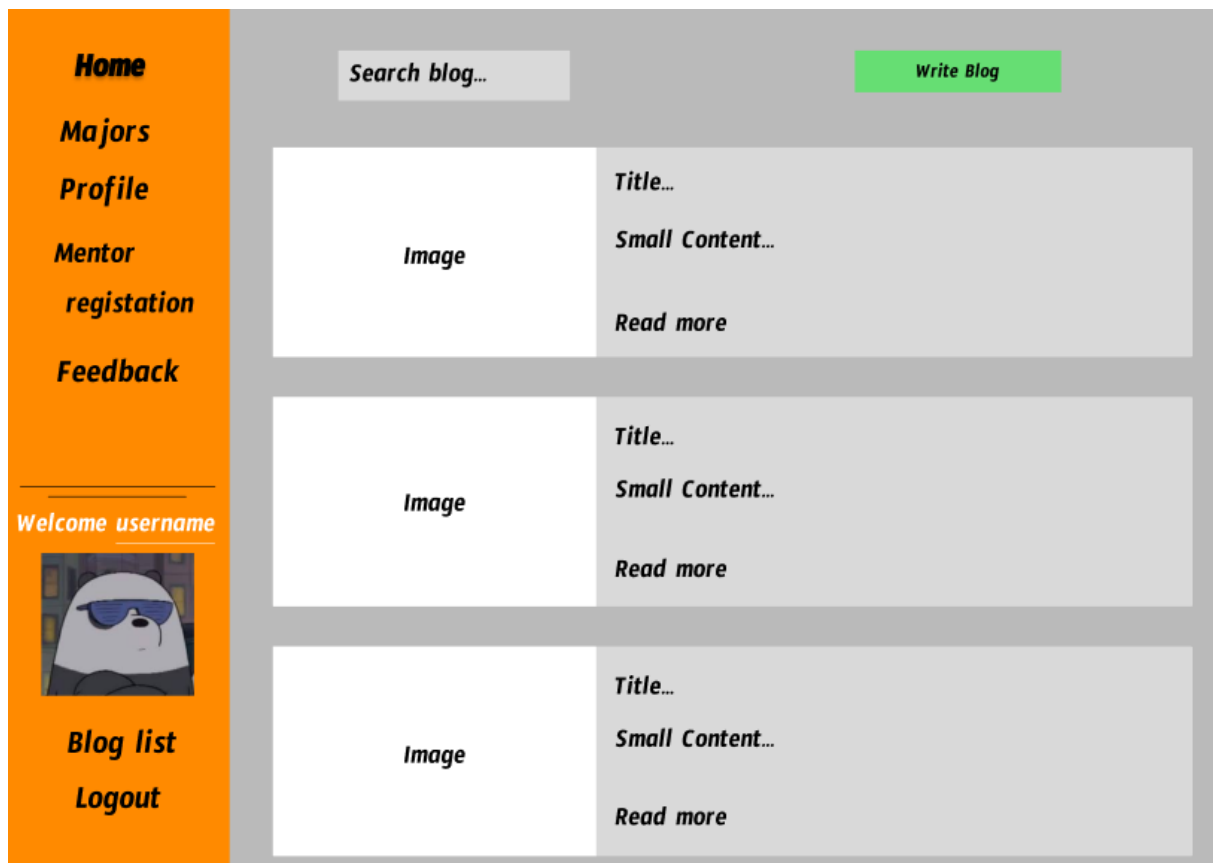 Home
Majors
Profile
Mentor
registation
Feedback
Welcome username
Blog list
Logout
Search blog...
Write Blog
Image
Title...
Small Content...
Read more
Image
Title...
Small Content...
Read more
Image
Title...
Small Content...
Read more